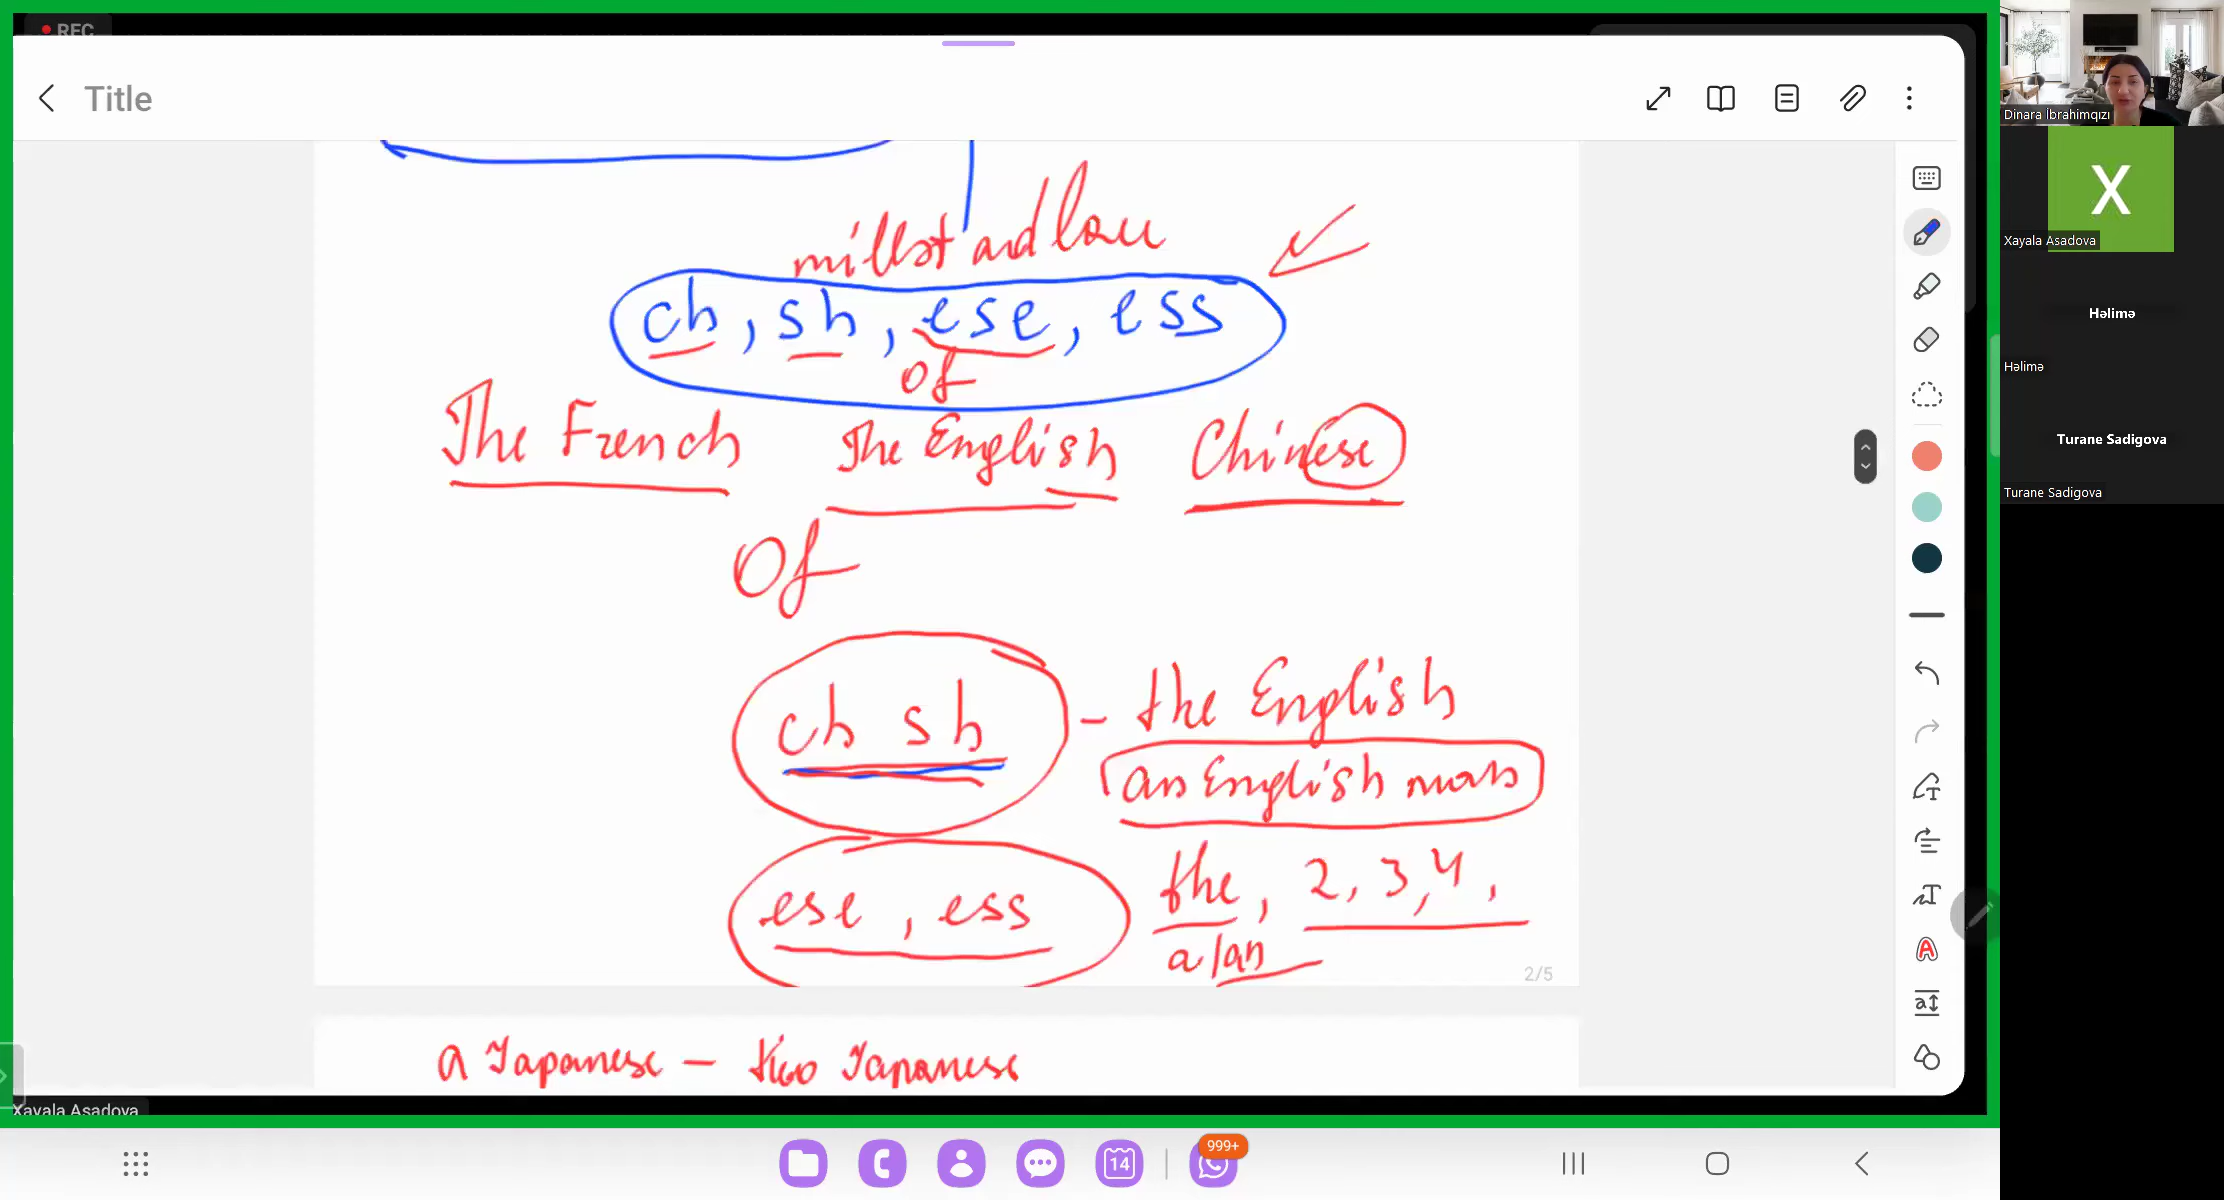 REC
Title
millət adları
ch, sh, ese, ess
of
The French The English Chinese
Of
ch sh - the English
an English man
ese, ess the, 2, 3, 4,
a/an
2/5
a Japanese - two Japanese
Xayala Asadova
14
999+
Dinara İbrahimqızı
X
Xayala Asadova
Həlimə
Həlimə
Turane Sadigova
Turane Sadigova